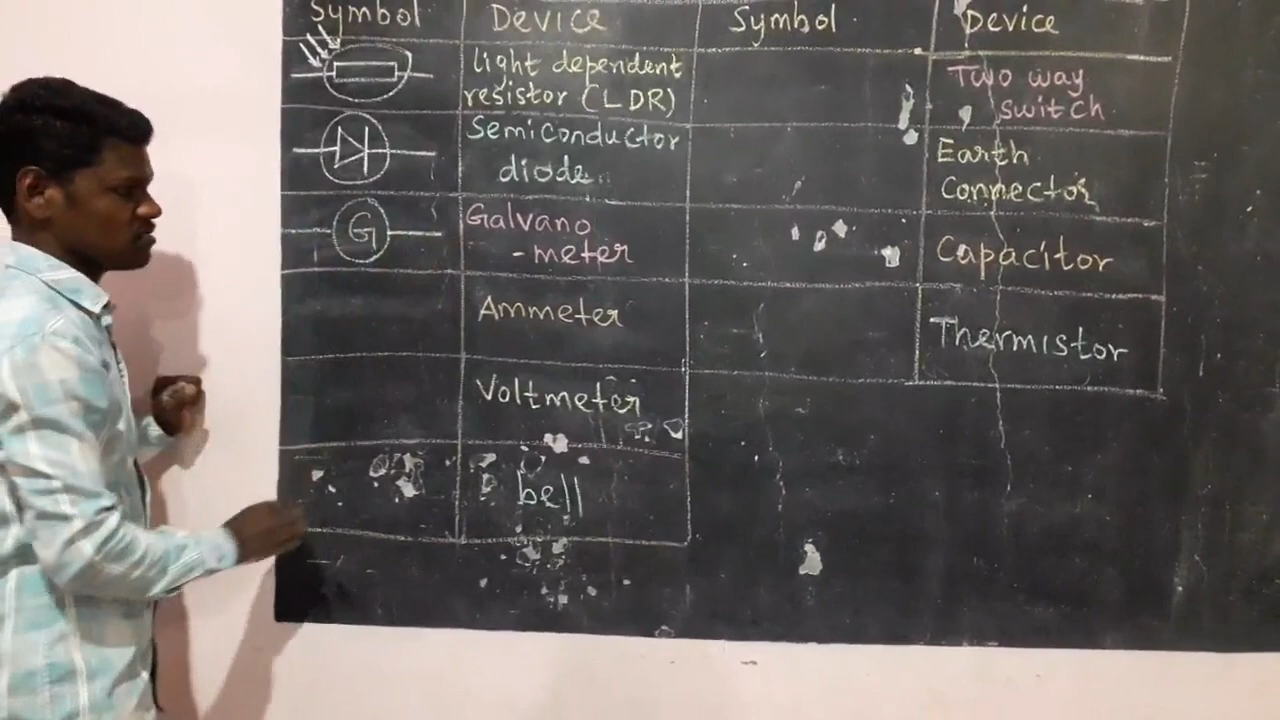 Symbol Device Symbol Device
Light dependent
resistor (LDR)
Two way
switch
Semiconductor
diode
Earth
Connector
G
Galvano
- meter
Capacitor
Ammeter
Thermistor
Voltmeter
bell